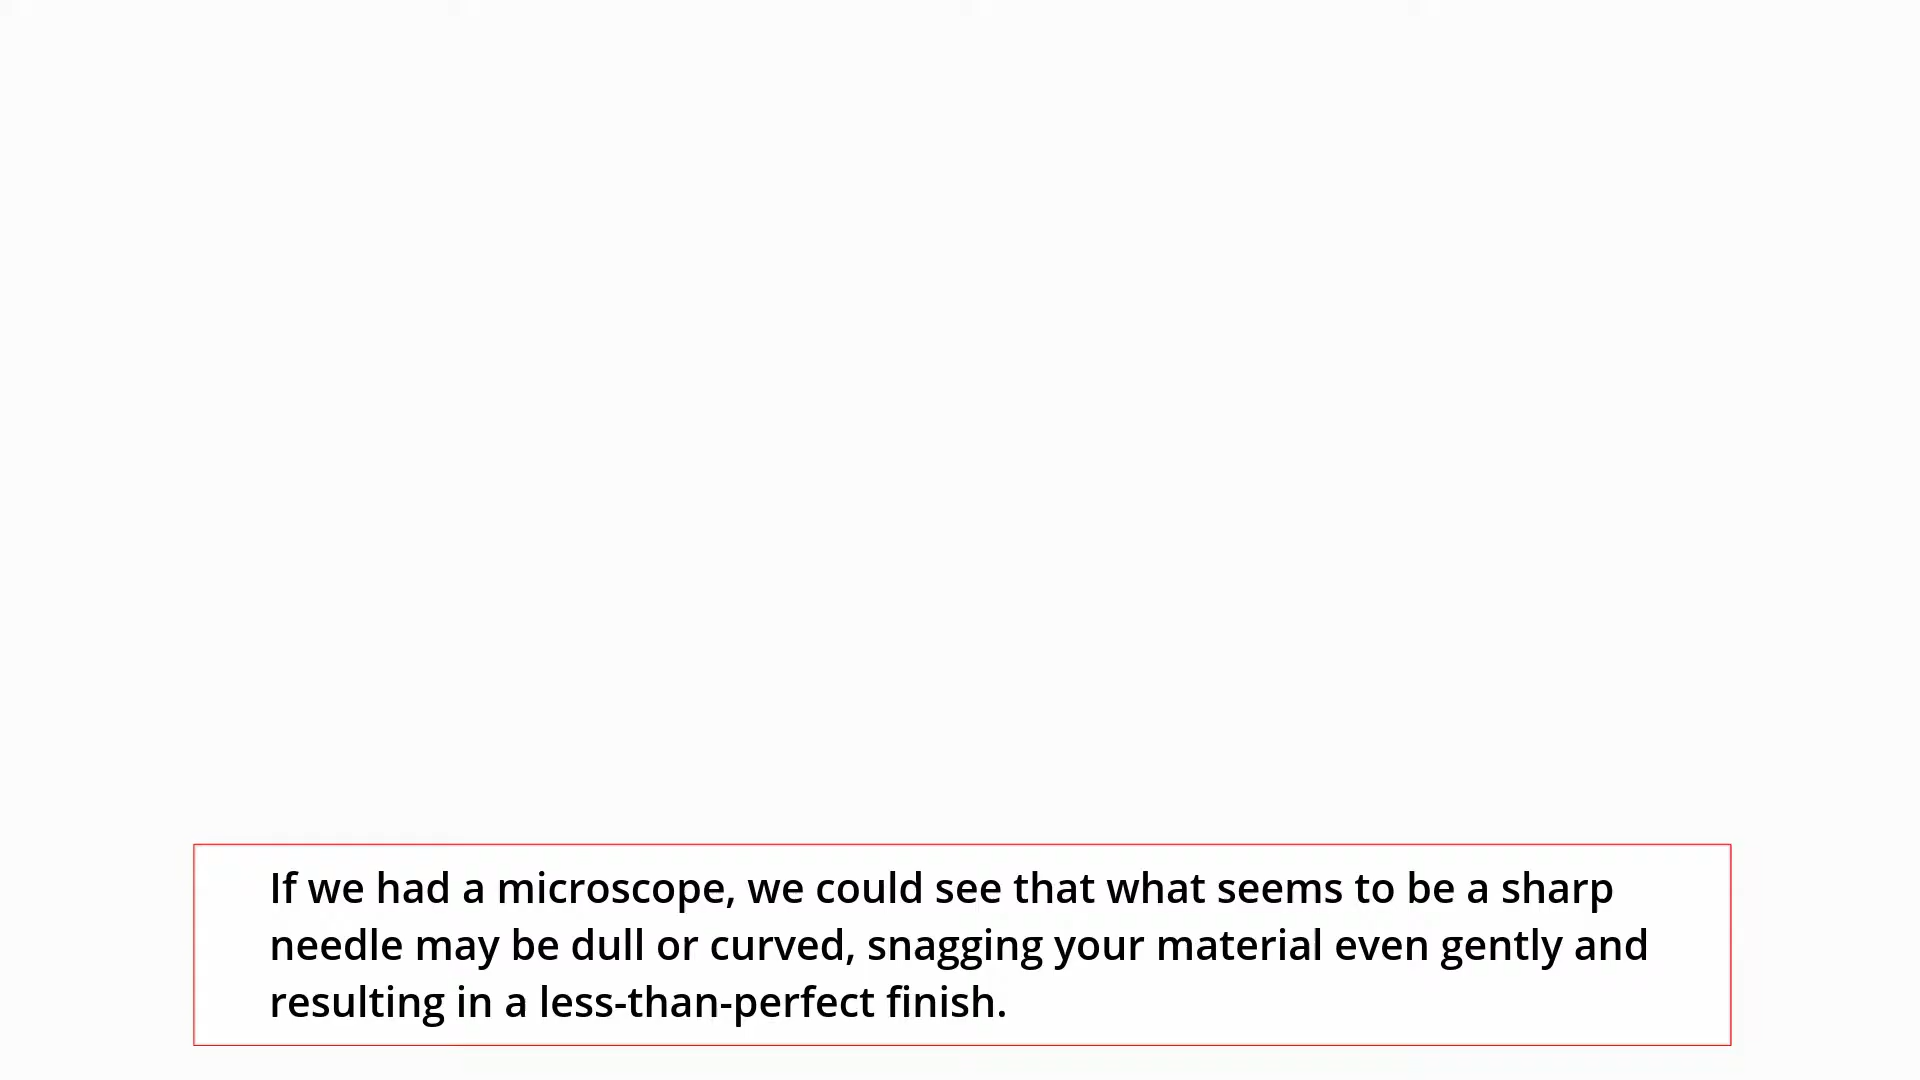 If we had a microscope, we could see that what seems to be a sharp
needle may be dull or curved, snagging your material even gently and
resulting in a less-than-perfect finish.